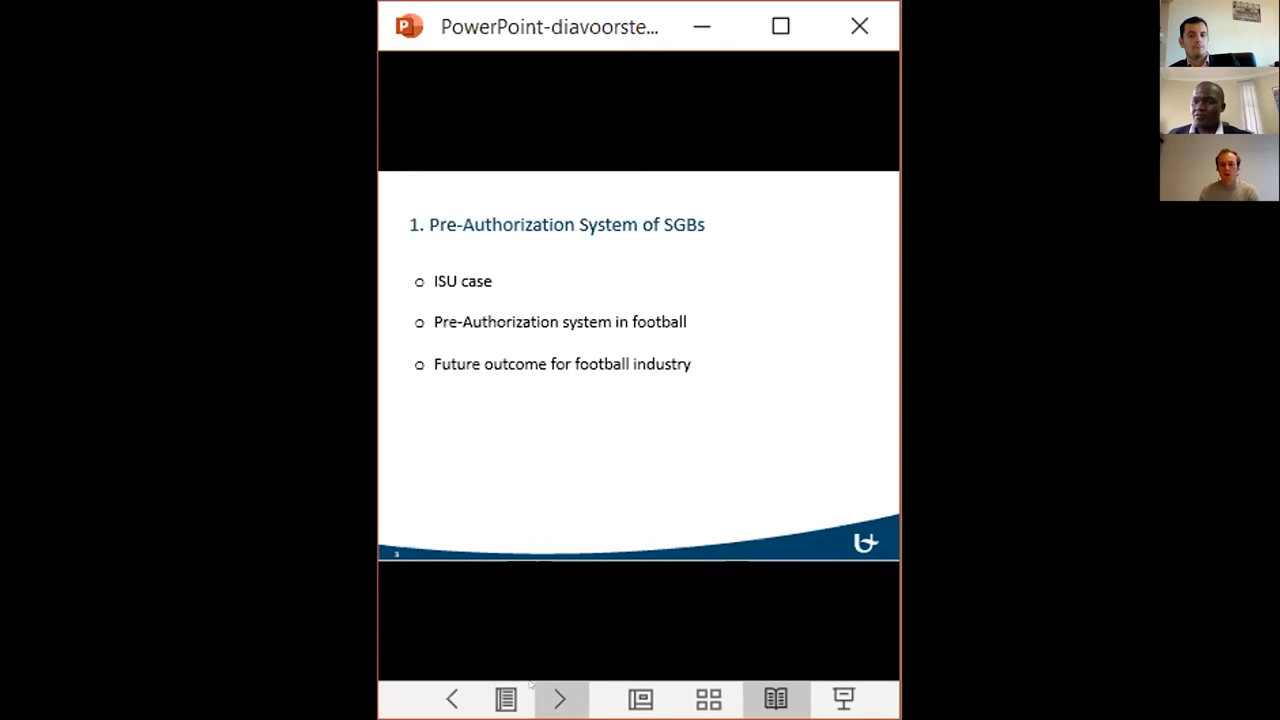 PowerPoint-diavoorste...
1. Pre-Authorization System of SGBs
o ISU case
o Pre-Authorization system in football
o Future outcome for football industry
3